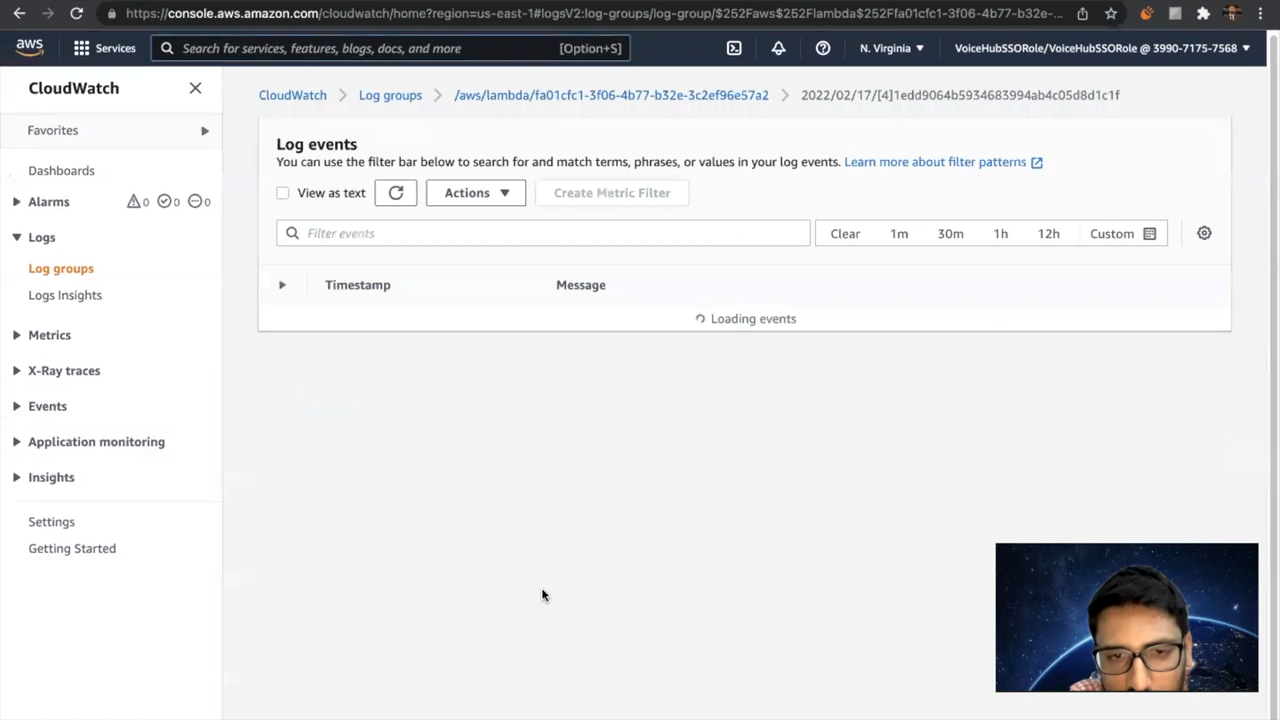 https://console.aws.amazon.com/cloudwatch/home?region=us-east-1#logsV2:log-groups/log-group/$252Faws$252Flambda$252Ffa01cfc1-3f06-4b77-b32e-...
aws
Services
Search for services, features, blogs, docs, and more [Option+S]
N. Virginia
VoiceHubSSORole/VoiceHubSSORole @ 3990-7175-7568
CloudWatch
Favorites
Dashboards
Alarms 0 0 0
Logs
Log groups
Logs Insights
Metrics
X-Ray traces
Events
Application monitoring
Insights
Settings
Getting Started
CloudWatch
Log groups
/aws/lambda/fa01cfc1-3f06-4b77-b32e-3c2ef96e57a2
2022/02/17/[4]1edd9064b5934683994ab4c05d8d1c1f
Log events
You can use the filter bar below to search for and match terms, phrases, or values in your log events. Learn more about filter patterns
View as text
Actions
Create Metric Filter
Filter events
Clear 1m 30m 1h 12h Custom
Timestamp Message
Loading events